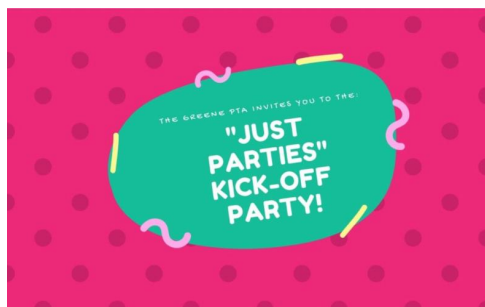 THE GREENE PTA INVITES YOU TO THE:
"JUST
PARTIES"
KICK-OFF
PARTY!